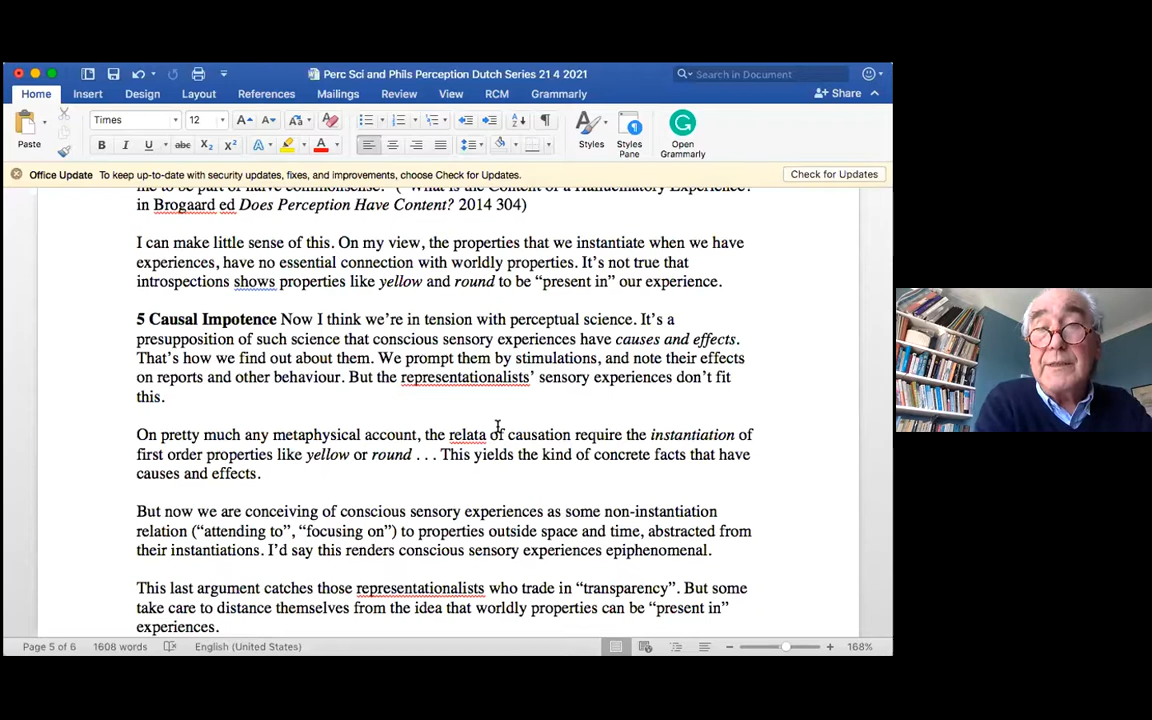 Perc Sci and Phils Perception Dutch Series 21 4 2021
Search in Document
Home Insert Design Layout References Mailings Review View RCM Grammarly
Share
Paste
Times 12
Styles
Styles Pane
Open Grammarly
Office Update To keep up-to-date with security updates, fixes, and improvements, choose Check for Updates.
Check for Updates
in Brogaard ed Does Perception Have Content? 2014 304)
I can make little sense of this. On my view, the properties that we instantiate when we have
experiences, have no essential connection with worldly properties. It's not true that
introspections shows properties like yellow and round to be “present in” our experience.
5 Causal Impotence Now I think we're in tension with perceptual science. It's a
presupposition of such science that conscious sensory experiences have causes and effects.
That's how we find out about them. We prompt them by stimulations, and note their effects
on reports and other behaviour. But the representationalists' sensory experiences don't fit
this.
On pretty much any metaphysical account, the relata of causation require the instantiation of
first order properties like yellow or round . . . This yields the kind of concrete facts that have
causes and effects.
But now we are conceiving of conscious sensory experiences as some non-instantiation
relation (“attending to”, “focusing on”) to properties outside space and time, abstracted from
their instantiations. I'd say this renders conscious sensory experiences epiphenomenal.
This last argument catches those representationalists who trade in “transparency”. But some
take care to distance themselves from the idea that worldly properties can be “present in”
experiences.
Page 5 of 6 1608 words English (United States) 168%